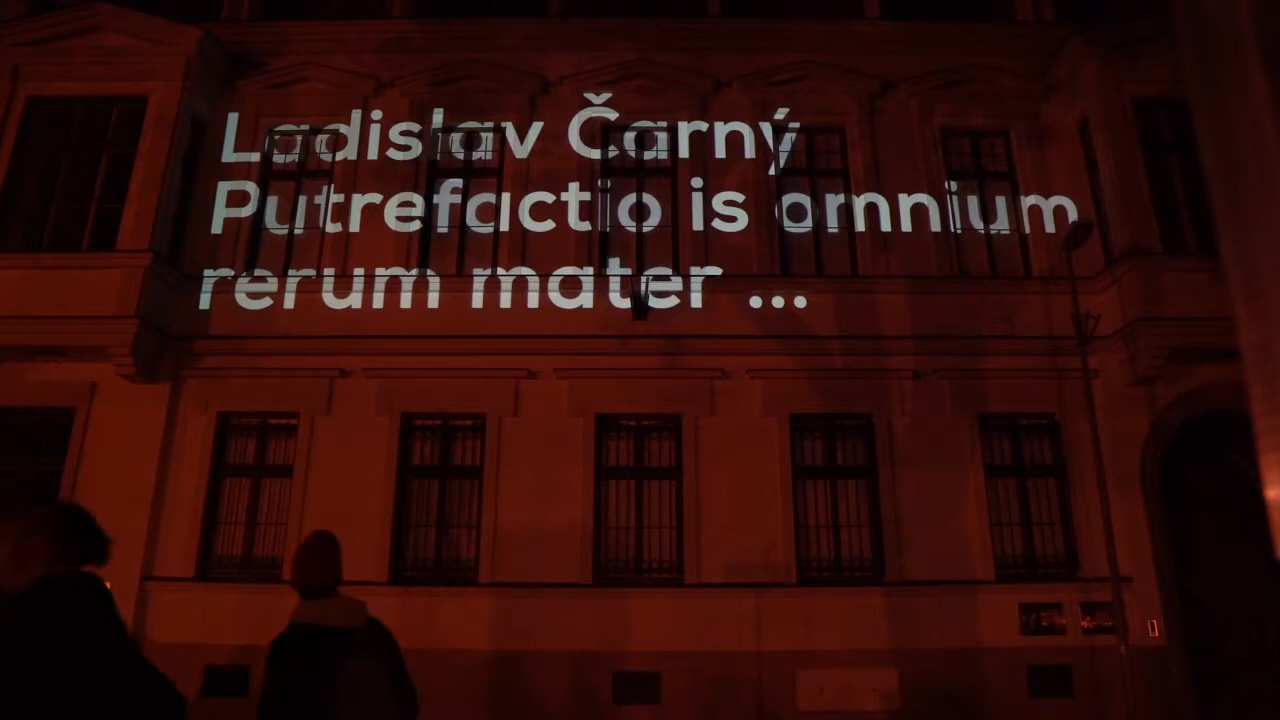 Ladislav Čarný
Putrefactio is omnium
rerum mater ...